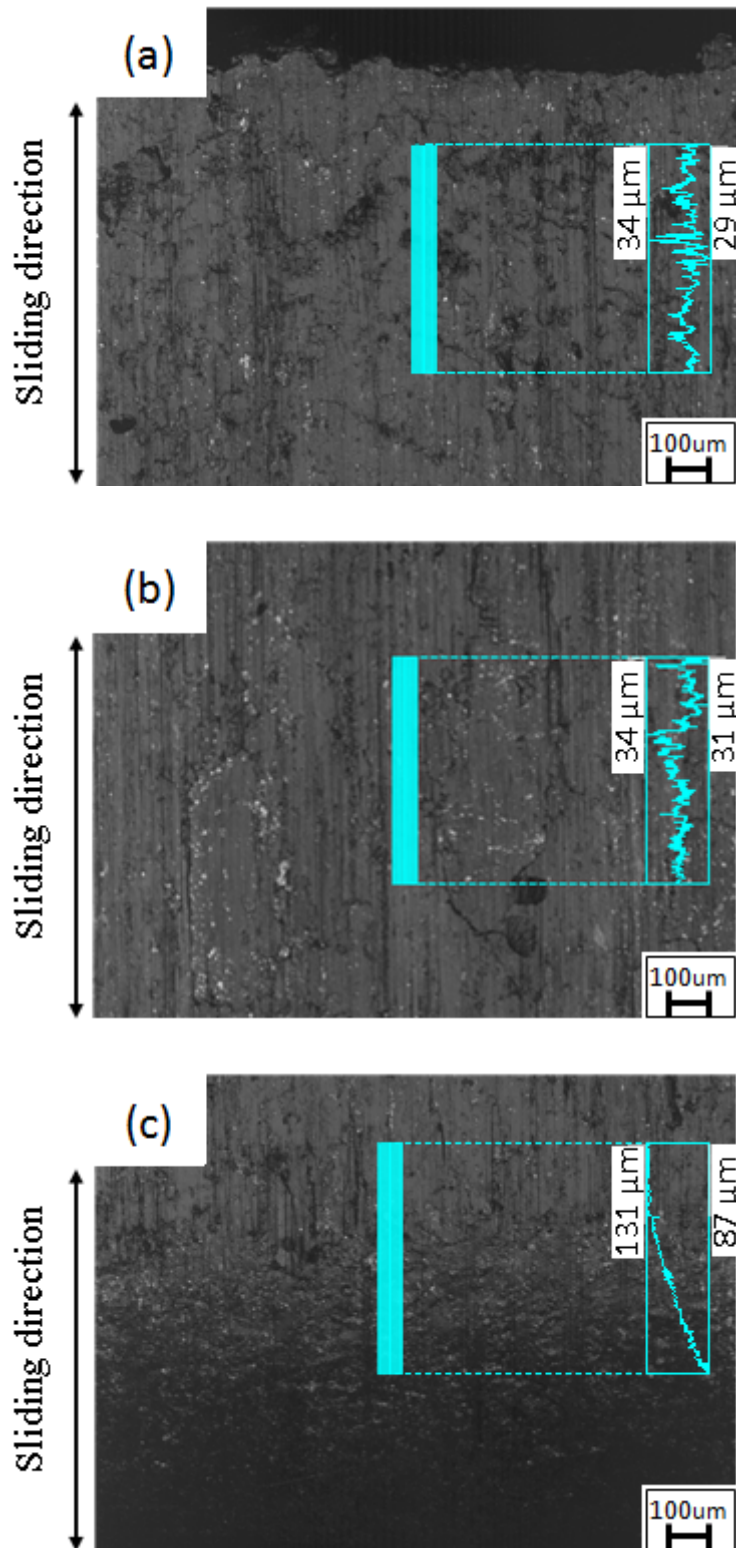 (a)
Sliding direction
34 µm
29 µm
100um
(b)
Sliding direction
34 µm
31 µm
100um
(c)
Sliding direction
131 µm
87 µm
100um